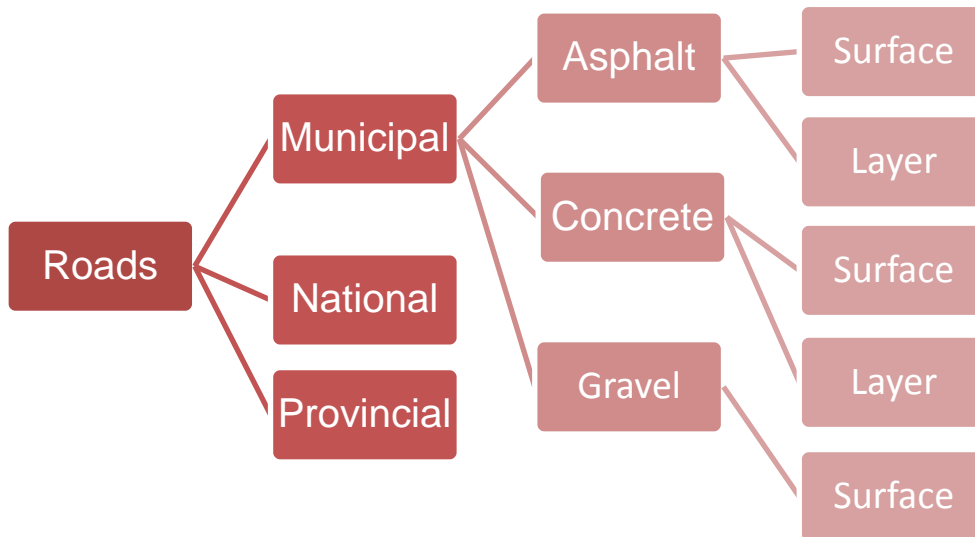 Roads
Municipal
National
Provincial
Asphalt
Concrete
Gravel
Surface
Layer
Surface
Layer
Surface